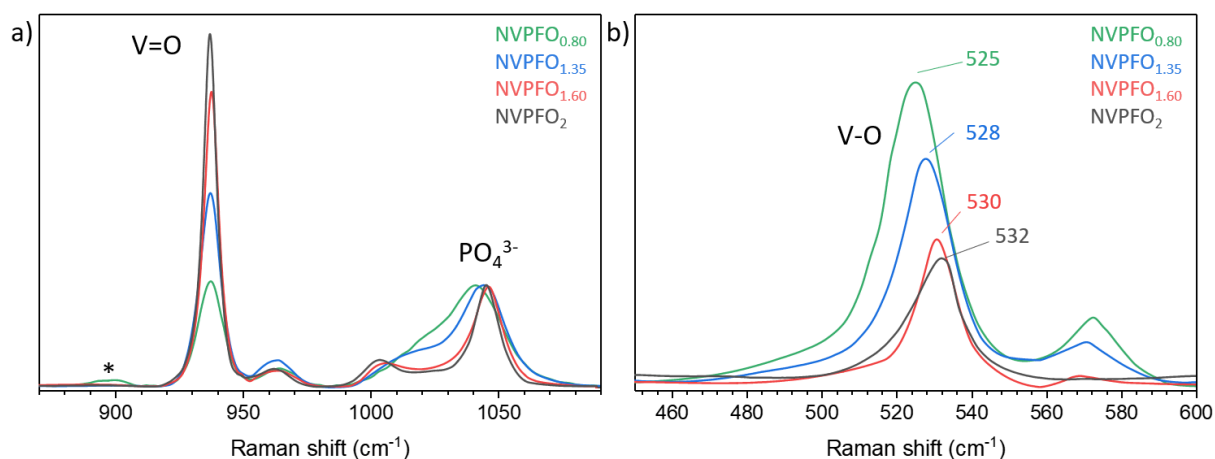 a)
V=O
NVPFO₀.₈₀
NVPFO₁.₃₅
NVPFO₁.₆₀
NVPFO₂
PO₄³⁻
*
900 950 1000 1050
Raman shift (cm⁻¹)
b)
525
NVPFO₀.₈₀
NVPFO₁.₃₅
NVPFO₁.₆₀
NVPFO₂
V-O
528
530
532
460 480 500 520 540 560 580 600
Raman shift (cm⁻¹)